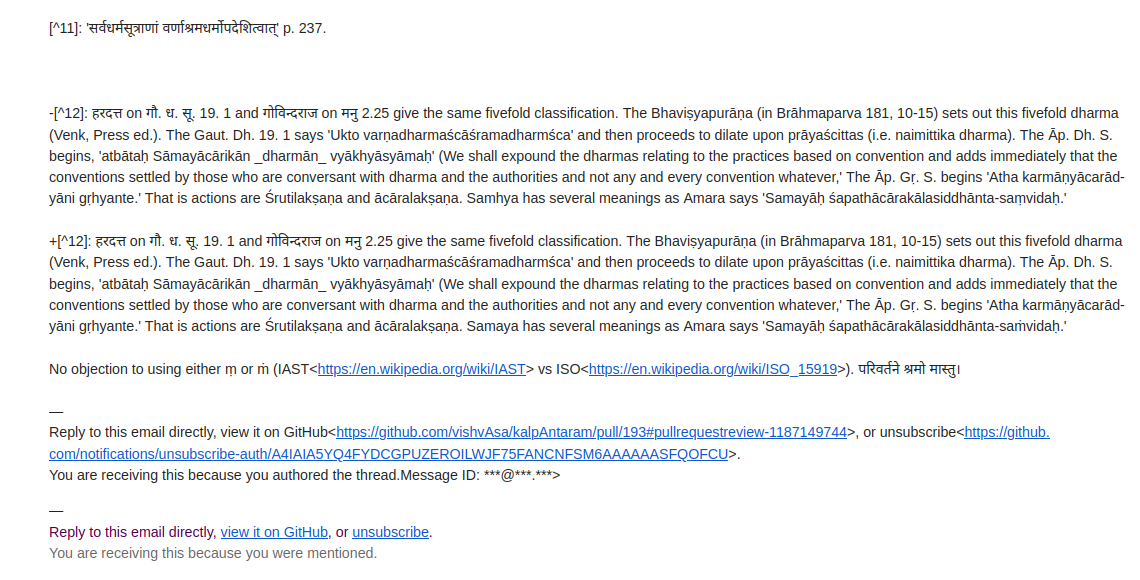 [^11]: 'सर्वधर्मसूत्राणां वर्णाश्रमधर्मोपदेशित्वात्' p. 237.
-[^12]: हरदत्त on गौ. ध. सू. 19. 1 and गोविन्दराज on मनु 2.25 give the same fivefold classification. The Bhaviṣyapurāṇa (in Brāhmaparva 181, 10-15) sets out this fivefold dharma
(Venk, Press ed.). The Gaut. Dh. 19. 1 says 'Ukto varṇadharmaścāśramadharmśca' and then proceeds to dilate upon prāyaścittas (i.e. naimittika dharma). The Āp. Dh. S.
begins, 'atbātaḥ Sāmayācārikān _dharmān_ vyākhyāsyāmaḥ' (We shall expound the dharmas relating to the practices based on convention and adds immediately that the
conventions settled by those who are conversant with dharma and the authorities and not any and every convention whatever,' The Āp. Gṛ. S. begins 'Atha karmāṇyācarād-
yāni gṛhyante.' That is actions are Śrutilakṣaṇa and ācāralakṣaṇa. Samhya has several meanings as Amara says 'Samayāḥ śapathācārakālasiddhānta-saṃvidaḥ.'
+[^12]: हरदत्त on गौ. ध. सू. 19. 1 and गोविन्दराज on मनु 2.25 give the same fivefold classification. The Bhaviṣyapurāṇa (in Brāhmaparva 181, 10-15) sets out this fivefold dharma
(Venk, Press ed.). The Gaut. Dh. 19. 1 says 'Ukto varṇadharmaścāśramadharmśca' and then proceeds to dilate upon prāyaścittas (i.e. naimittika dharma). The Āp. Dh. S.
begins, 'atbātaḥ Sāmayācārikān _dharmān_ vyākhyāsyāmaḥ' (We shall expound the dharmas relating to the practices based on convention and adds immediately that the
conventions settled by those who are conversant with dharma and the authorities and not any and every convention whatever,' The Āp. Gṛ. S. begins 'Atha karmāṇyācarād-
yāni gṛhyante.' That is actions are Śrutilakṣaṇa and ācāralakṣaṇa. Samaya has several meanings as Amara says 'Samayāḥ śapathācārakālasiddhānta-saṁvidaḥ.'
No objection to using either ṃ or ṁ (IAST<https://en.wikipedia.org/wiki/IAST> vs ISO<https://en.wikipedia.org/wiki/ISO_15919>). परिवर्तने श्रमो मास्तु।
—
Reply to this email directly, view it on GitHub<https://github.com/vishvAsa/kalpAntaram/pull/193#pullrequestreview-1187149744>, or unsubscribe<https://github.
com/notifications/unsubscribe-auth/A4IAIA5YQ4FYDCGPUZEROILWJF75FANCNFSM6AAAAAASFQOFCU>.
You are receiving this because you authored the thread.Message ID: ***@***.***>
—
Reply to this email directly, view it on GitHub, or unsubscribe.
You are receiving this because you were mentioned.